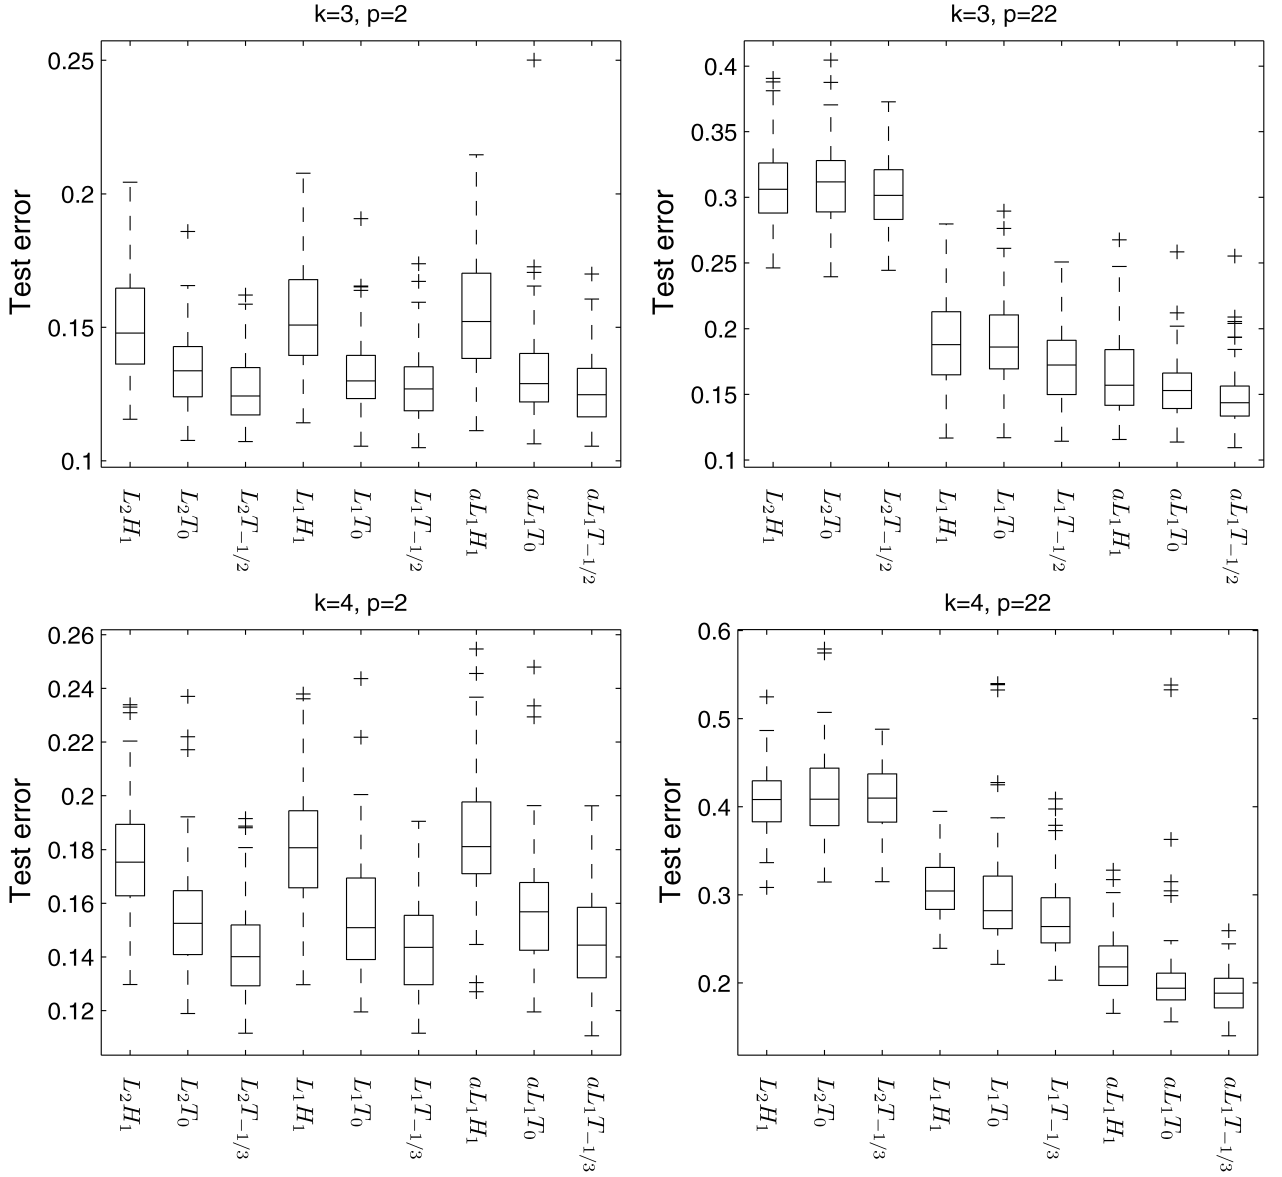 k=3, p=2
Test error
0.25
0.2
0.15
0.1
L₂H₁
L₂T₀
L₂T₋₁/₂
L₁H₁
L₁T₀
L₁T₋₁/₂
aL₁H₁
aL₁T₀
aL₁T₋₁/₂
k=3, p=22
Test error
0.4
0.35
0.3
0.25
0.2
0.15
0.1
L₂H₁
L₂T₀
L₂T₋₁/₂
L₁H₁
L₁T₀
L₁T₋₁/₂
aL₁H₁
aL₁T₀
aL₁T₋₁/₂
k=4, p=2
Test error
0.26
0.24
0.22
0.2
0.18
0.16
0.14
0.12
L₂H₁
L₂T₀
L₂T₋₁/₃
L₁H₁
L₁T₀
L₁T₋₁/₃
aL₁H₁
aL₁T₀
aL₁T₋₁/₃
k=4, p=22
Test error
0.6
0.5
0.4
0.3
0.2
L₂H₁
L₂T₀
L₂T₋₁/₃
L₁H₁
L₁T₀
L₁T₋₁/₃
aL₁H₁
aL₁T₀
aL₁T₋₁/₃